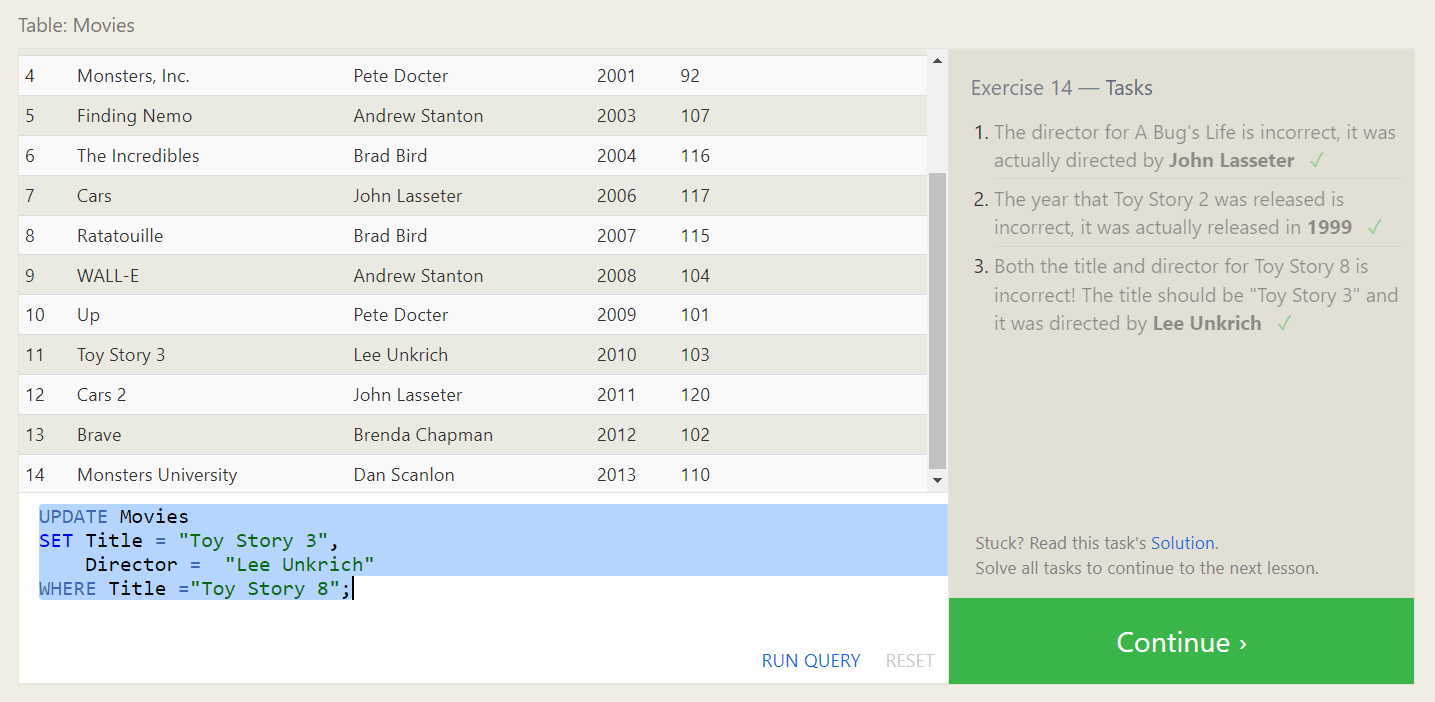 Table: Movies
4 Monsters, Inc. Pete Docter 2001 92
5 Finding Nemo Andrew Stanton 2003 107
6 The Incredibles Brad Bird 2004 116
7 Cars John Lasseter 2006 117
8 Ratatouille Brad Bird 2007 115
9 WALL-E Andrew Stanton 2008 104
10 Up Pete Docter 2009 101
11 Toy Story 3 Lee Unkrich 2010 103
12 Cars 2 John Lasseter 2011 120
13 Brave Brenda Chapman 2012 102
14 Monsters University Dan Scanlon 2013 110
UPDATE Movies
SET Title = "Toy Story 3",
Director =  "Lee Unkrich"
WHERE Title ="Toy Story 8";
RUN QUERY RESET
Exercise 14 — Tasks
1. The director for A Bug's Life is incorrect, it was
actually directed by John Lasseter ✓
2. The year that Toy Story 2 was released is
incorrect, it was actually released in 1999 ✓
3. Both the title and director for Toy Story 8 is
incorrect! The title should be "Toy Story 3" and
it was directed by Lee Unkrich ✓
Stuck? Read this task's Solution.
Solve all tasks to continue to the next lesson.
Continue ›